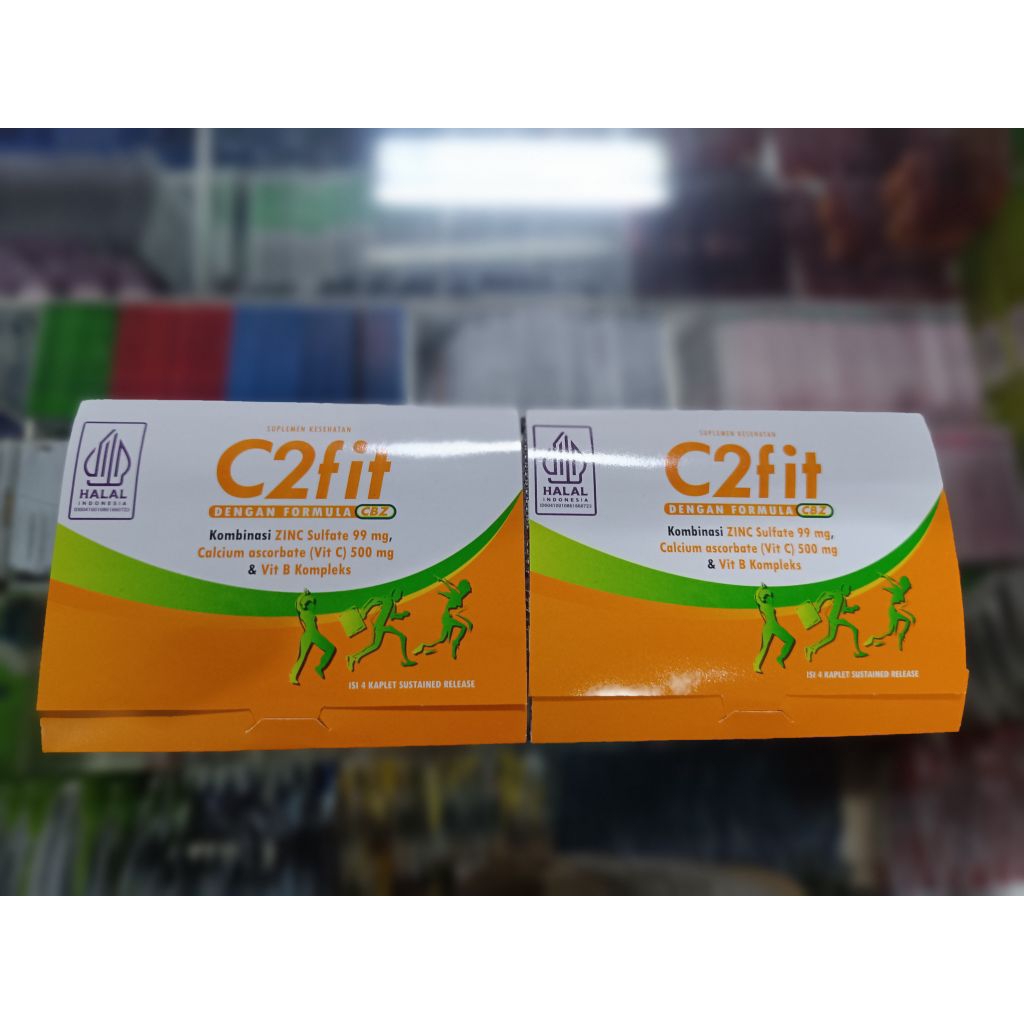 SUPLEMEN KESEHATAN
C2fit
DENGAN FORMULA CBZ
Kombinasi ZINC Sulfate 99 mg,
Calcium ascorbate (Vit C) 500 mg
& Vit B Kompleks
HALAL
INDONESIA
ISI 4 KAPLET SUSTAINED RELEASE
SUPLEMEN KESEHATAN
C2fit
DENGAN FORMULA CBZ
Kombinasi ZINC Sulfate 99 mg,
Calcium ascorbate (Vit C) 500 mg
& Vit B Kompleks
HALAL
INDONESIA
ISI 4 KAPLET SUSTAINED RELEASE